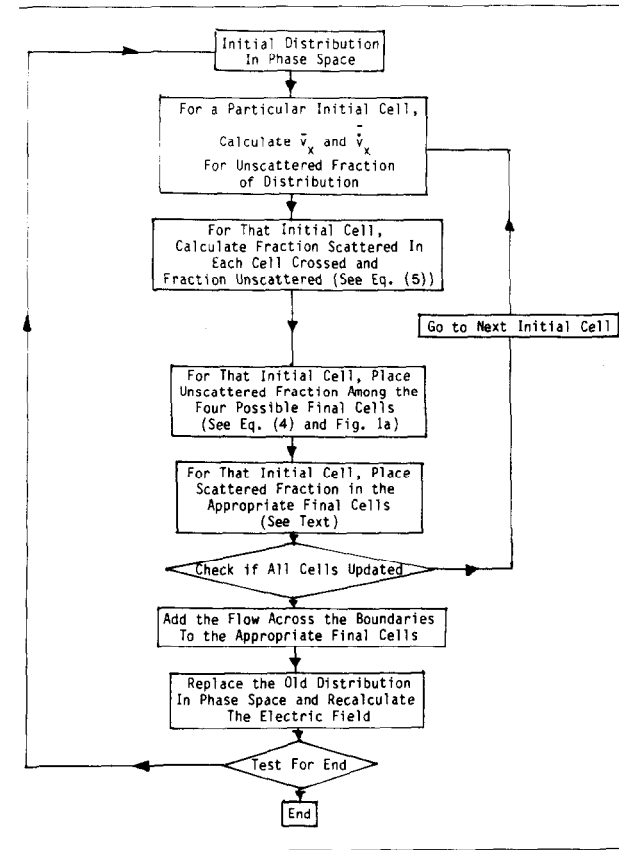 Initial Distribution
In Phase Space
For a Particular Initial Cell,
Calculate v̄_x and v̇̄_x
For Unscattered Fraction
of Distribution
For That Initial Cell,
Calculate Fraction Scattered In
Each Cell Crossed and
Fraction Unscattered (See Eq. (5))
Go to Next Initial Cell
For That Initial Cell, Place
Unscattered Fraction Among the
Four Possible Final Cells
(See Eq. (4) and Fig. 1a)
For That Initial Cell, Place
Scattered Fraction in the
Appropriate Final Cells
(See Text)
Check if All Cells Updated
Add the Flow Across the Boundaries
To the Appropriate Final Cells
Replace the Old Distribution
In Phase Space and Recalculate
The Electric Field
Test For End
End